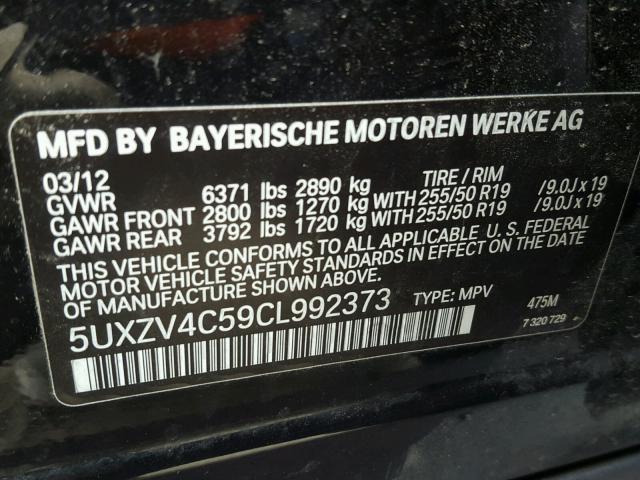 MFD BY BAYERISCHE MOTOREN WERKE AG
03/12 TIRE / RIM
GVWR 6371 lbs 2890 kg
GAWR FRONT 2800 lbs 1270 kg WITH 255/50 R19 /9.0J x 19
GAWR REAR 3792 lbs 1720 kg WITH 255/50 R19 /9.0J x 19
THIS VEHICLE CONFORMS TO ALL APPLICABLE U. S. FEDERAL
MOTOR VEHICLE SAFETY STANDARDS IN EFFECT ON THE DATE
OF MANUFACTURE SHOWN ABOVE.
5UXZV4C59CL992373 TYPE: MPV 475M
7 320 729